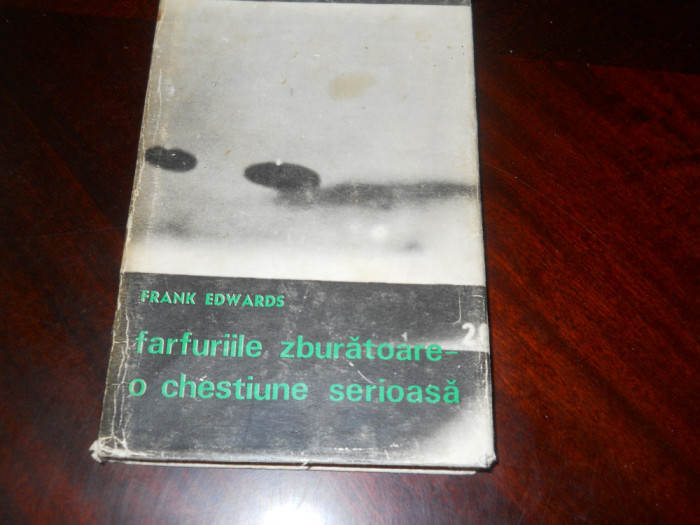 FRANK EDWARDS
farfuriile zburătoare-
o chestiune serioasă